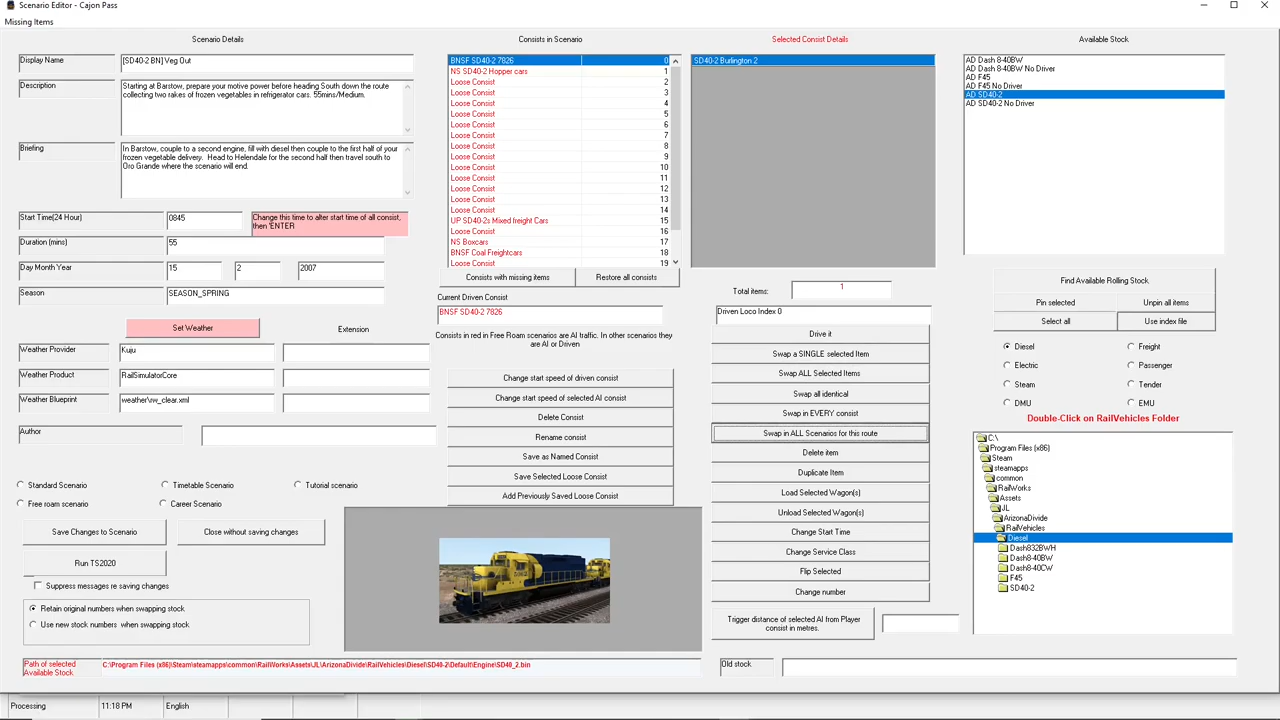 Scenario Editor - Cajon Pass
Missing Items
Scenario Details
Display Name
[SD40-2 BN] Veg Out
Description
Starting at Barstow, prepare your motive power before heading South down the route
collecting two rakes of frozen vegetables in refrigerator cars. 55mins/Medium.
Briefing
In Barstow, couple to a second engine, fill with diesel then couple to the first half of your
frozen vegetable delivery. Head to Helendale for the second half then travel south to
Oro Grande where the scenario will end.
Start Time(24 Hour)
0845
Change this time to alter start time of all consist,
then 'ENTER
Duration (mins)
55
Day Month Year
15
2
2007
Season
SEASON_SPRING
Set Weather
Extension
Weather Provider
Kuju
Weather Product
RailSimulatorCore
Weather Blueprint
weather\rw_clear.xml
Author
Standard Scenario
Timetable Scenario
Tutorial scenario
Free roam scenario
Career Scenario
Save Changes to Scenario
Close without saving changes
Run TS2020
Suppress messages re saving changes
Retain original numbers when swapping stock
Use new stock numbers when swapping stock
Path of selected
Available Stock
C:\Program Files (x86)\Steam\steamapps\common\RailWorks\Assets\JL\ArizonaDivide\RailVehicles\Diesel\SD40-2\Default\Engine\SD40_2.bin
Consists in Scenario
BNSF SD40-2 7826 0
NS SD40-2 Hopper cars 1
Loose Consist 2
Loose Consist 3
Loose Consist 4
Loose Consist 5
Loose Consist 6
Loose Consist 7
Loose Consist 8
Loose Consist 9
Loose Consist 10
Loose Consist 11
Loose Consist 12
Loose Consist 13
Loose Consist 14
UP SD40-2s Mixed freight Cars 15
Loose Consist 16
NS Boxcars 17
BNSF Coal Freightcars 18
Loose Consist 19
Consists with missing items
Restore all consists
Current Driven Consist
BNSF SD40-2 7826
Consists in red in Free Roam scenarios are AI traffic. In other scenarios they
are AI or Driven
Change start speed of driven consist
Change start speed of selected AI consist
Delete Consist
Rename consist
Save as Named Consist
Save Selected Loose Consist
Add Previously Saved Loose Consist
Selected Consist Details
SD40-2 Burlington 2
Total items:
1
Driven Loco Index 0
Drive it
Swap a SINGLE selected Item
Swap ALL Selected Items
Swap all identical
Swap in EVERY consist
Swap in ALL Scenarios for this route
Delete item
Duplicate Item
Load Selected Wagon(s)
Unload Selected Wagon(s)
Change Start Time
Change Service Class
Flip Selected
Change number
Trigger distance of selected AI from Player
consist in metres.
Old stock
Available Stock
AD Dash 8-40BW
AD Dash 8-40BW No Driver
AD F45
AD F45 No Driver
AD SD40-2
AD SD40-2 No Driver
Find Available Rolling Stock.
Pin selected
Unpin all items
Select all
Use index file
Diesel
Freight
Electric
Passenger
Steam
Tender
DMU
EMU
Double-Click on RailVehicles Folder
C:\
Program Files (x86)
Steam
steamapps
common
RailWorks
Assets
JL
ArizonaDivide
RailVehicles
Diesel
Dash832BWH
Dash8-40BW
Dash8-40CW
F45
SD40-2
Processing
11:18 PM
English